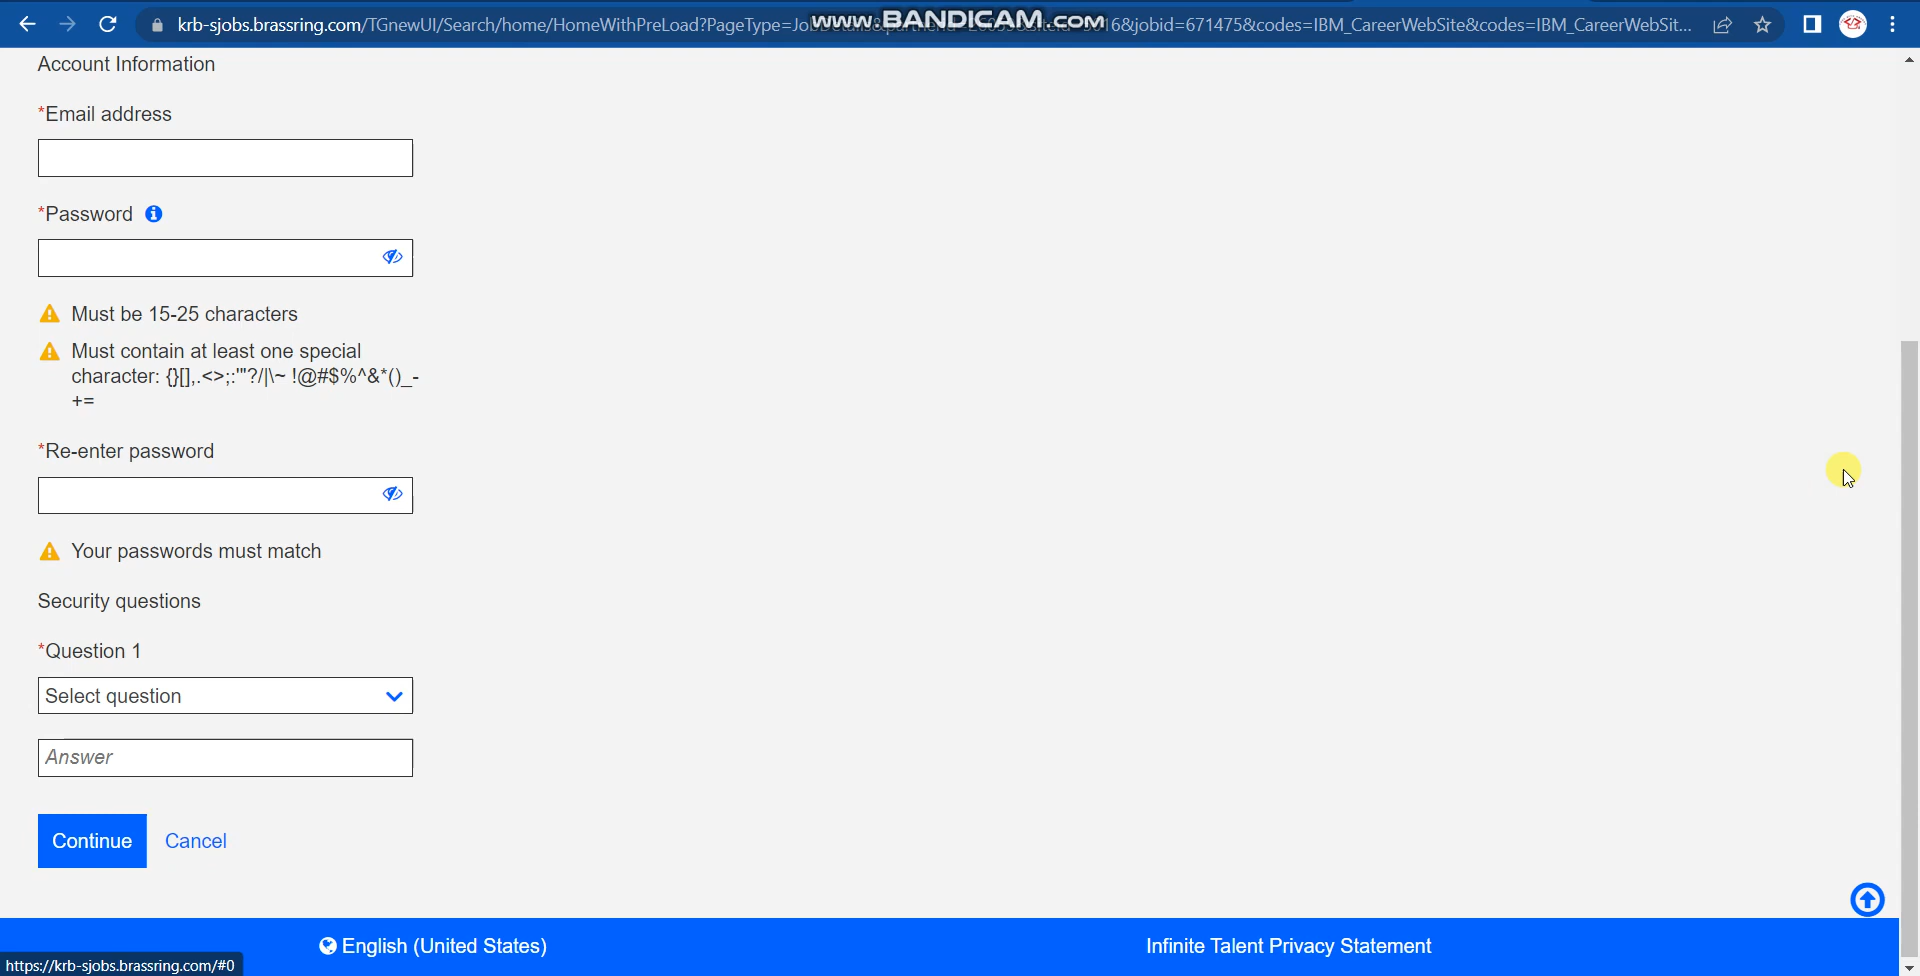 krb-sjobs.brassring.com/TGnewUI/Search/home/HomeWithPreLoad?PageType=Jo
16&jobid=671475&codes=IBM_CareerWebSite&codes=IBM_CareerWebSit...
www.BANDICAM.com
Account Information
*Email address
*Password
Must be 15-25 characters
Must contain at least one special
character: {}[],.<>;:'"?/|\~ !@#$%^&*()_-
+=
*Re-enter password
Your passwords must match
Security questions
*Question 1
Select question
Answer
Continue Cancel
English (United States) Infinite Talent Privacy Statement
https://krb-sjobs.brassring.com/#0